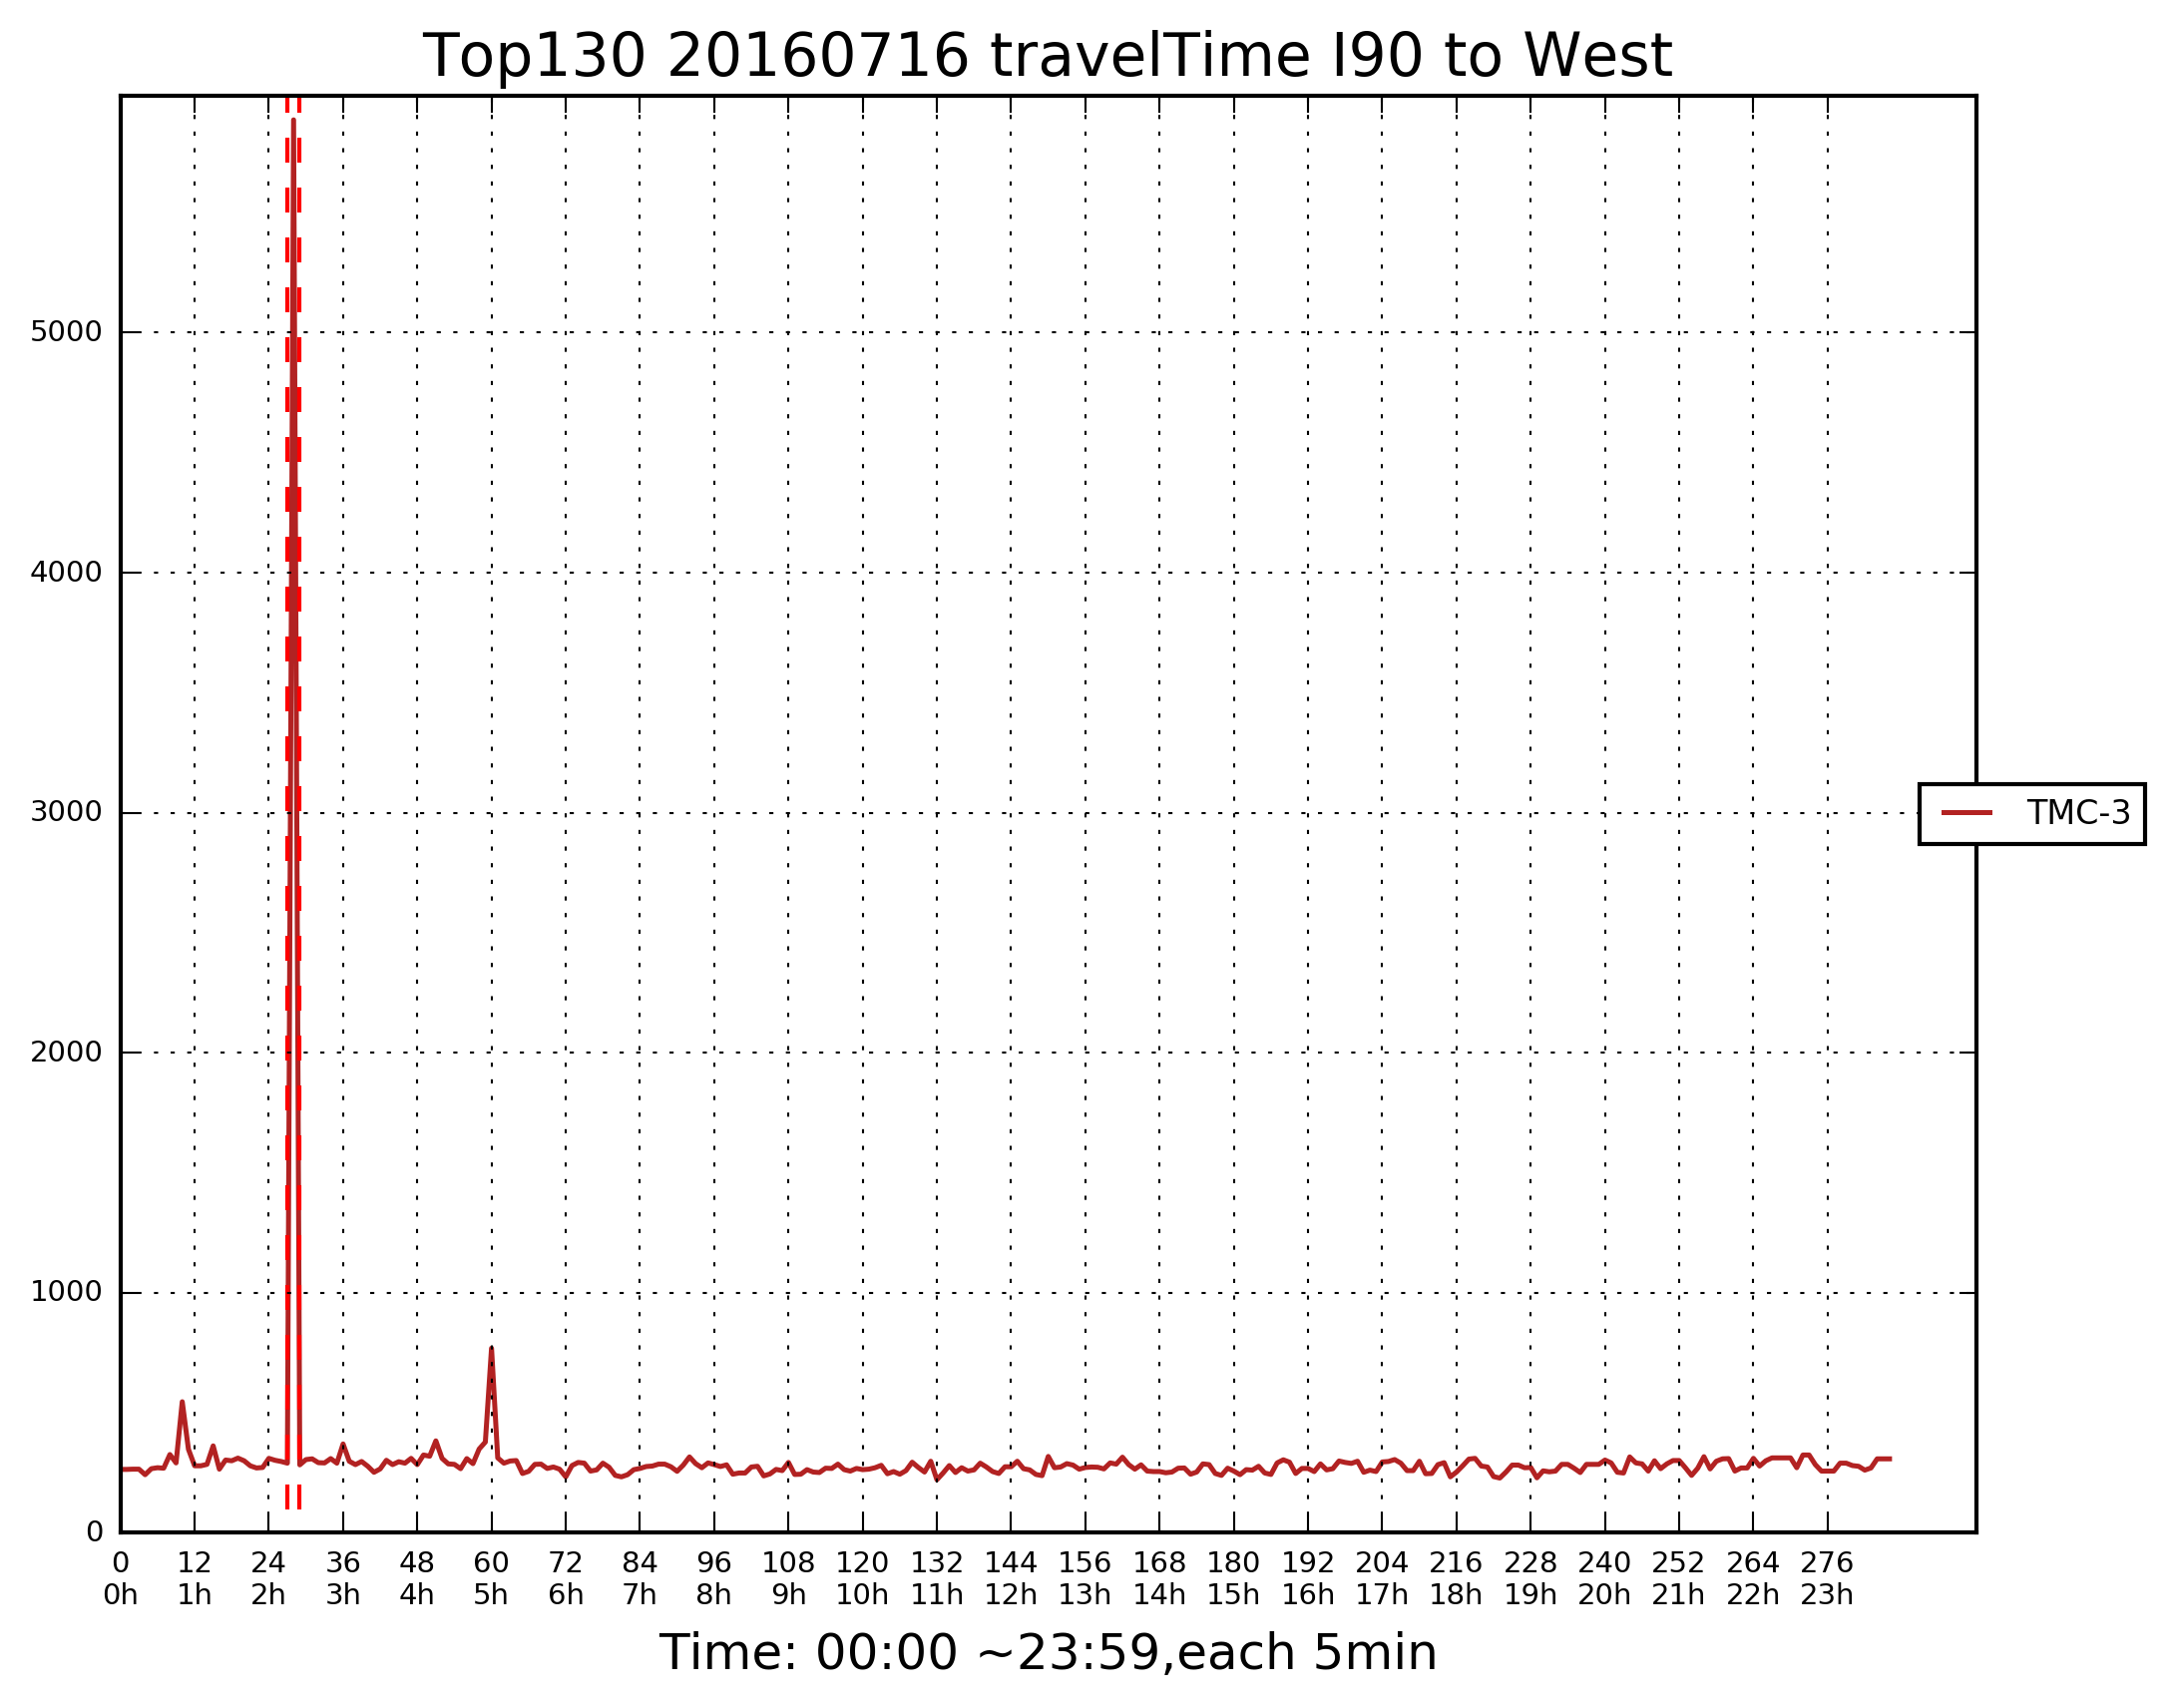 Top130 20160716 travelTime I90 to West
5000
4000
3000
2000
1000
0
TMC-3
0 12 24 36 48 60 72 84 96 108 120 132 144 156 168 180 192 204 216 228 240 252 264 276
0h 1h 2h 3h 4h 5h 6h 7h 8h 9h 10h 11h 12h 13h 14h 15h 16h 17h 18h 19h 20h 21h 22h 23h
Time: 00:00 ~23:59,each 5min